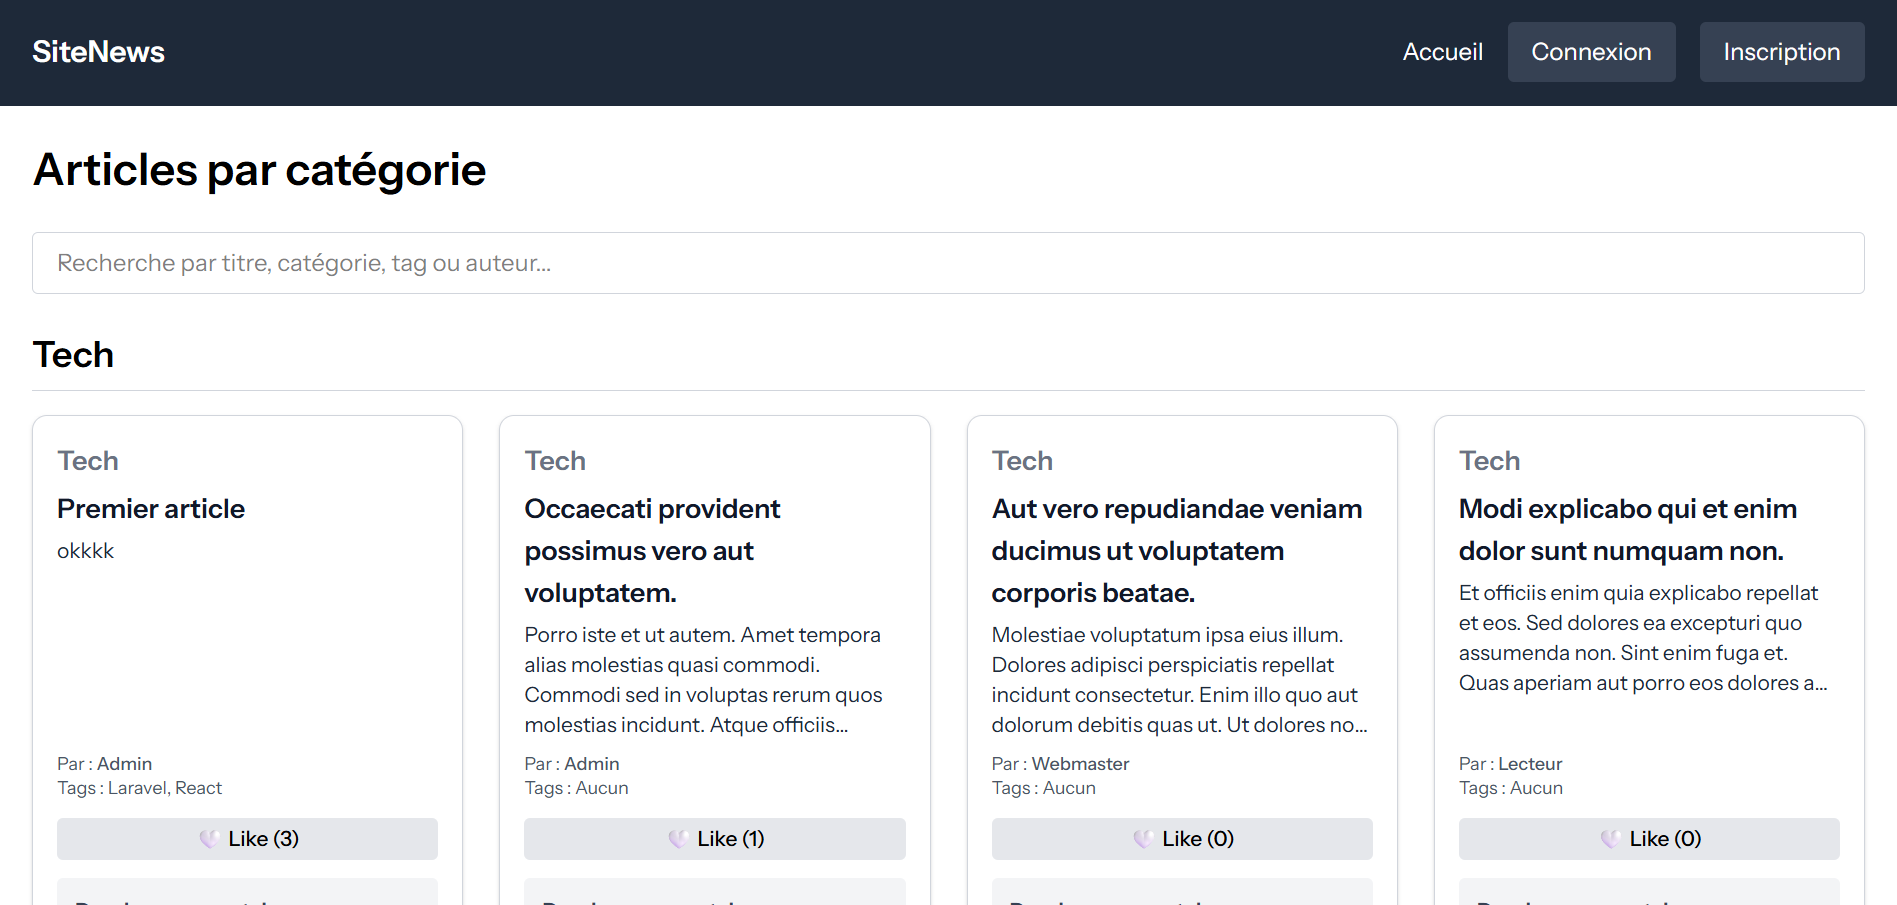 SiteNews
Accueil
Connexion
Inscription
Articles par catégorie
Recherche par titre, catégorie, tag ou auteur...
Tech
Tech
Premier article
okkkk
Par : Admin
Tags : Laravel, React
Like (3)
Tech
Occaecati provident
possimus vero aut
voluptatem.
Porro iste et ut autem. Amet tempora
alias molestias quasi commodi.
Commodi sed in voluptas rerum quos
molestias incidunt. Atque officiis...
Par : Admin
Tags : Aucun
Like (1)
Tech
Aut vero repudiandae veniam
ducimus ut voluptatem
corporis beatae.
Molestiae voluptatum ipsa eius illum.
Dolores adipisci perspiciatis repellat
incidunt consectetur. Enim illo quo aut
dolorum debitis quas ut. Ut dolores no...
Par : Webmaster
Tags : Aucun
Like (0)
Tech
Modi explicabo qui et enim
dolor sunt numquam non.
Et officiis enim quia explicabo repellat
et eos. Sed dolores ea excepturi quo
assumenda non. Sint enim fuga et.
Quas aperiam aut porro eos dolores a...
Par : Lecteur
Tags : Aucun
Like (0)